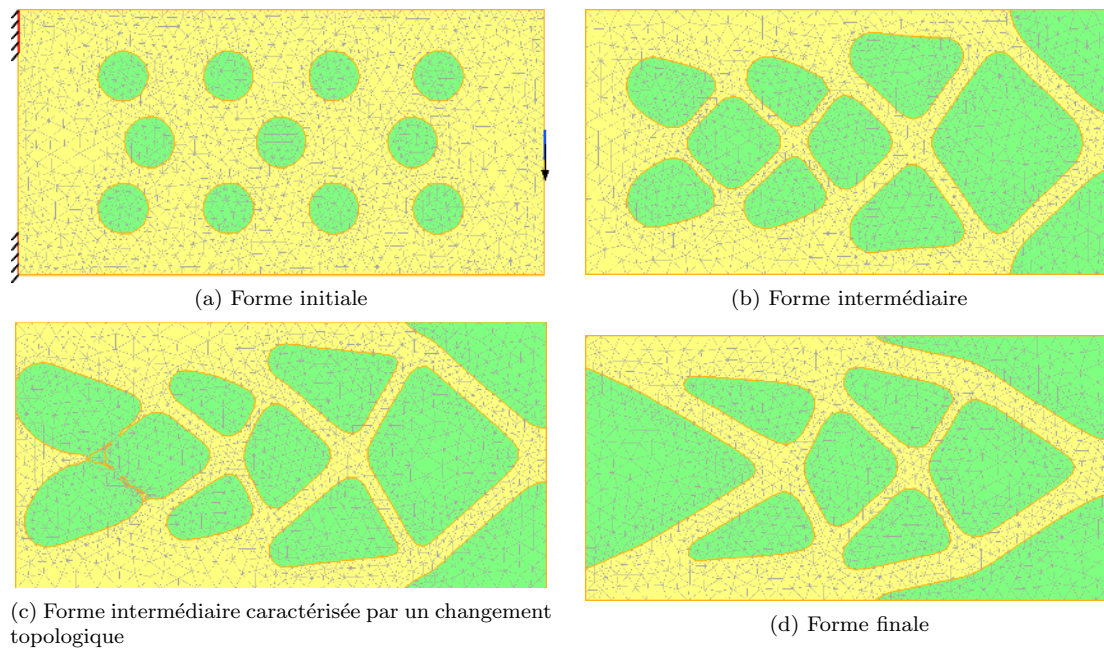 (a) Forme initiale
(b) Forme intermédiaire
(c) Forme intermédiaire caractérisée par un changement
topologique
(d) Forme finale